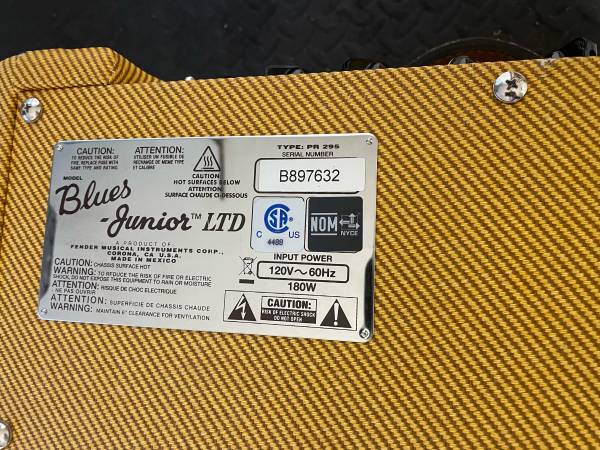 CAUTION:
TO REDUCE THE RISK OF
FIRE, REPLACE FUSE WITH
SAME TYPE AND RATING
ATTENTION:
UTILISER UN FUSIBLE DE
RECHANGE DE MEME TYPE
ET CALIBRE
CAUTION:
HOT SURFACES BELOW
ATTENTION:
SURFACE CHAUDE CI-DESSOUS
TYPE: PR 295
SERIAL NUMBER
B897632
MODEL
Blues
Junior™ LTD
A PRODUCT OF
FENDER MUSICAL INSTRUMENTS CORP.,
CORONA, CA U.S.A.
MADE IN MEXICO
C SA US
4488
NOM
NYCE
CAUTION: CHASSIS SURFACE HOT
WARNING: TO REDUCE THE RISK OF FIRE OR ELECTRIC
SHOCK, DO NOT EXPOSE THIS EQUIPMENT TO RAIN OR MOISTURE
ATTENTION: RISQUE DE CHOC ELECTRIQUE
- NE PAS OUVRIR
ATTENTION: SUPERFICIE DE CHASSIS CHAUDE
WARNING: MAINTAIN 6" CLEARANCE FOR VENTILATION.
INPUT POWER
120V~60Hz
180W
CAUTION:
RISK OF ELECTRIC SHOCK
DO NOT OPEN